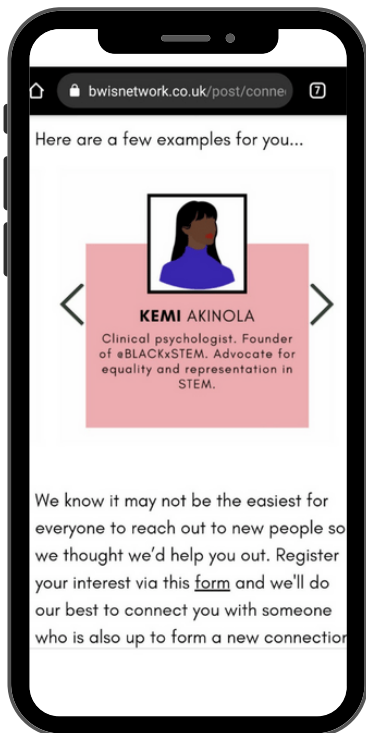 bwisnetwork.co.uk/post/conne
7
Here are a few examples for you...
KEMI AKINOLA
Clinical psychologist. Founder
of @BLACKxSTEM. Advocate for
equality and representation in
STEM.
We know it may not be the easiest for
everyone to reach out to new people so
we thought we'd help you out. Register
your interest via this form and we'll do
our best to connect you with someone
who is also up to form a new connection